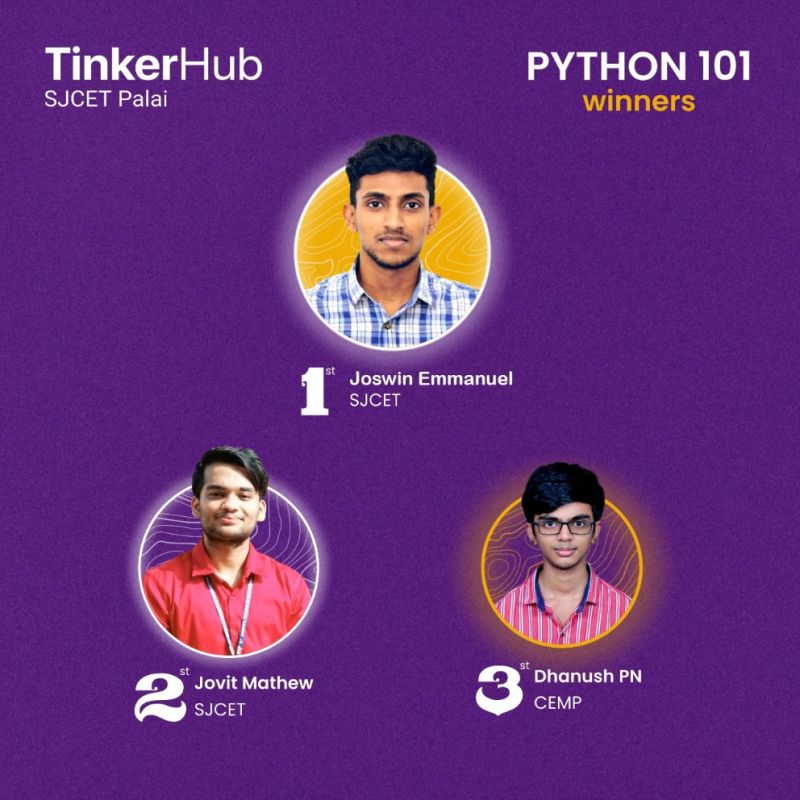 TinkerHub
SJCET Palai
PYTHON 101
winners
1st Joswin Emmanuel
SJCET
2st Jovit Mathew
SJCET
3st Dhanush PN
CEMP